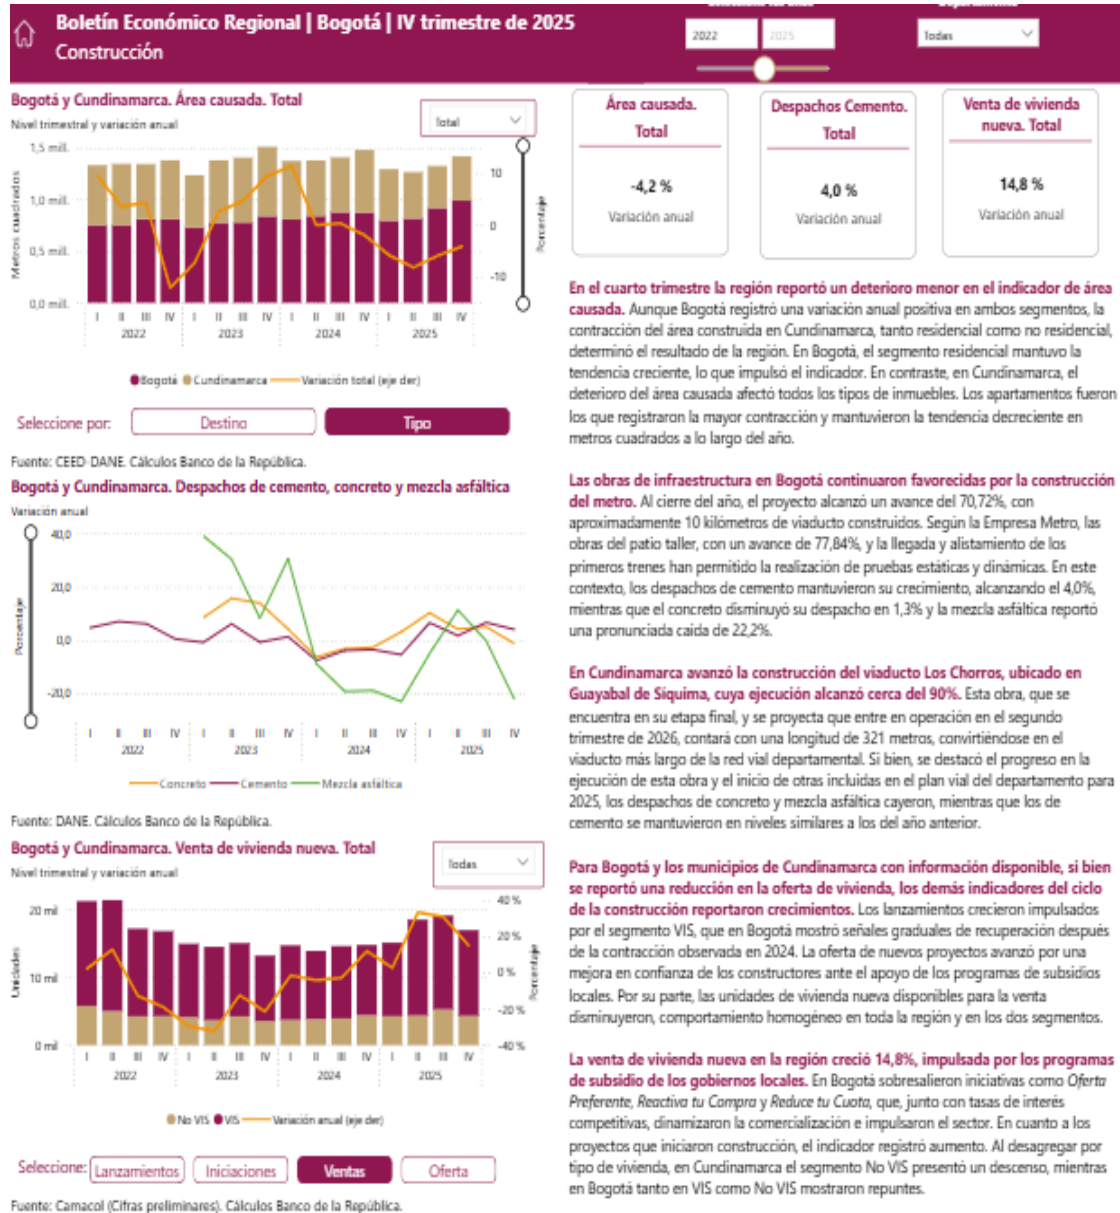 Boletín Económico Regional | Bogotá | IV trimestre de 2025
Construcción
2022
2025
Todas
Bogotá y Cundinamarca. Área causada. Total
Nivel trimestral y variación anual
Total
1,5 mill.
1,0 mill.
0,5 mill.
0,0 mill.
Metros cuadrados
10
0
-10
Porcentaje
I II III IV I II III IV I II III IV I II III IV
2022 2023 2024 2025
Bogotá Cundinamarca Variación total (eje der)
Seleccione por: Destino Tipo
Fuente: CEED-DANE. Cálculos Banco de la República.
Bogotá y Cundinamarca. Despachos de cemento, concreto y mezcla asfáltica
Variación anual
40,0
20,0
0,0
-20,0
Porcentaje
I II III IV I II III IV I II III IV I II III IV
2022 2023 2024 2025
Concreto Cemento Mezcla asfáltica
Fuente: DANE. Cálculos Banco de la República.
Bogotá y Cundinamarca. Venta de vivienda nueva. Total
Nivel trimestral y variación anual
Todas
20 mil
10 mil
0 mil
Unidades
40 %
20 %
0 %
-20 %
-40 %
Porcentaje
I II III IV I II III IV I II III IV I II III IV
2022 2023 2024 2025
No VIS VIS Variación anual (eje der)
Seleccione: Lanzamientos Iniciaciones Ventas Oferta
Fuente: Camacol (Cifras preliminares). Cálculos Banco de la República.
Área causada.
Total
-4,2 %
Variación anual
Despachos Cemento.
Total
4,0 %
Variación anual
Venta de vivienda
nueva. Total
14,8 %
Variación anual
En el cuarto trimestre la región reportó un deterioro menor en el indicador de área
causada. Aunque Bogotá registró una variación anual positiva en ambos segmentos, la
contracción del área construida en Cundinamarca, tanto residencial como no residencial,
determinó el resultado de la región. En Bogotá, el segmento residencial mantuvo la
tendencia creciente, lo que impulsó el indicador. En contraste, en Cundinamarca, el
deterioro del área causada afectó todos los tipos de inmuebles. Los apartamentos fueron
los que registraron la mayor contracción y mantuvieron la tendencia decreciente en
metros cuadrados a lo largo del año.
Las obras de infraestructura en Bogotá continuaron favorecidas por la construcción
del metro. Al cierre del año, el proyecto alcanzó un avance del 70,72%, con
aproximadamente 10 kilómetros de viaducto construidos. Según la Empresa Metro, las
obras del patio taller, con un avance de 77,84%, y la llegada y alistamiento de los
primeros trenes han permitido la realización de pruebas estáticas y dinámicas. En este
contexto, los despachos de cemento mantuvieron su crecimiento, alcanzando el 4,0%,
mientras que el concreto disminuyó su despacho en 1,3% y la mezcla asfáltica reportó
una pronunciada caída de 22,2%.
En Cundinamarca avanzó la construcción del viaducto Los Chorros, ubicado en
Guayabal de Síquima, cuya ejecución alcanzó cerca del 90%. Esta obra, que se
encuentra en su etapa final, y se proyecta que entre en operación en el segundo
trimestre de 2026, contará con una longitud de 321 metros, convirtiéndose en el
viaducto más largo de la red vial departamental. Si bien, se destacó el progreso en la
ejecución de esta obra y el inicio de otras incluidas en el plan vial del departamento para
2025, los despachos de concreto y mezcla asfáltica cayeron, mientras que los de
cemento se mantuvieron en niveles similares a los del año anterior.
Para Bogotá y los municipios de Cundinamarca con información disponible, si bien
se reportó una reducción en la oferta de vivienda, los demás indicadores del ciclo
de la construcción reportaron crecimientos. Los lanzamientos crecieron impulsados
por el segmento VIS, que en Bogotá mostró señales graduales de recuperación después
de la contracción observada en 2024. La oferta de nuevos proyectos avanzó por una
mejora en confianza de los constructores ante el apoyo de los programas de subsidios
locales. Por su parte, las unidades de vivienda nueva disponibles para la venta
disminuyeron, comportamiento homogéneo en toda la región y en los dos segmentos.
La venta de vivienda nueva en la región creció 14,8%, impulsada por los programas
de subsidio de los gobiernos locales. En Bogotá sobresalieron iniciativas como Oferta
Preferente, Reactiva tu Compra y Reduce tu Cuota, que, junto con tasas de interés
competitivas, dinamizaron la comercialización e impulsaron el sector. En cuanto a los
proyectos que iniciaron construcción, el indicador registró aumento. Al desagregar por
tipo de vivienda, en Cundinamarca el segmento No VIS presentó un descenso, mientras
en Bogotá tanto en VIS como No VIS mostraron repuntes.